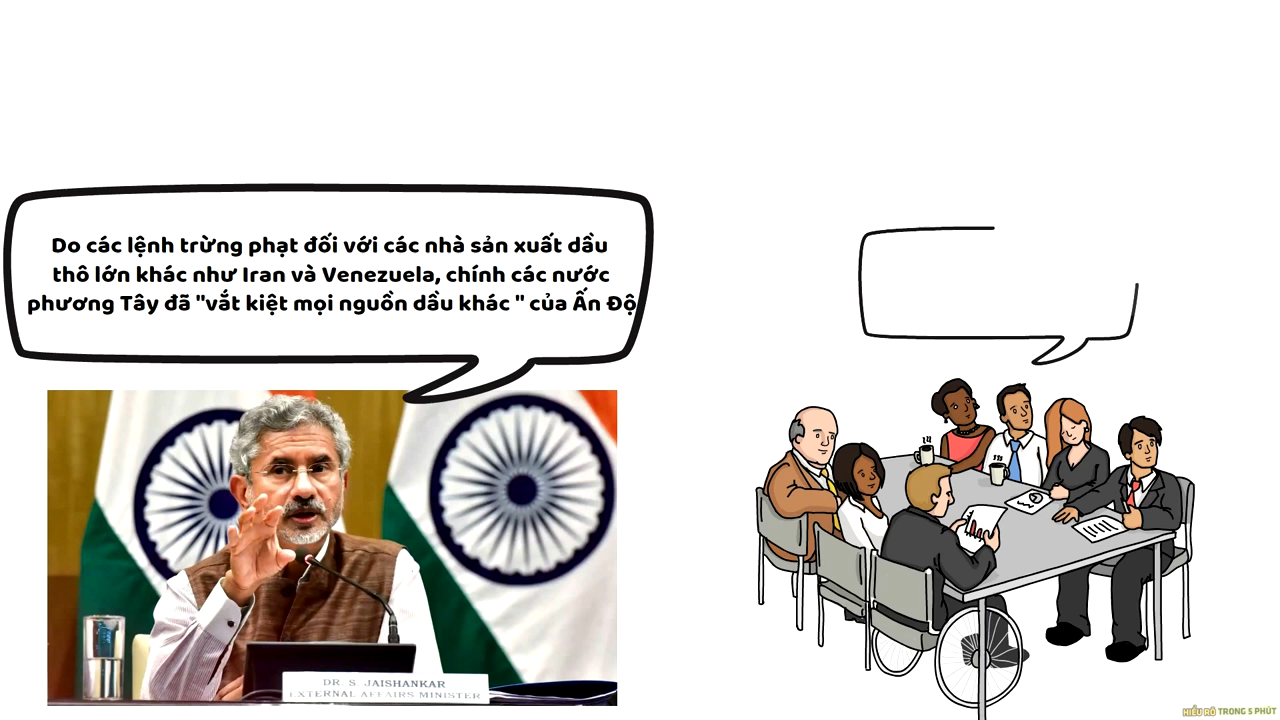 Do các lệnh trừng phạt đối với các nhà sản xuất dầu
thô lớn khác như Iran và Venezuela, chính các nước
phương Tây đã "vắt kiệt mọi nguồn dầu khác " của Ấn Độ
DR. S. JAISHANKAR
EXTERNAL AFFAIRS MINISTER
HIỂU RÕ TRONG 5 PHÚT